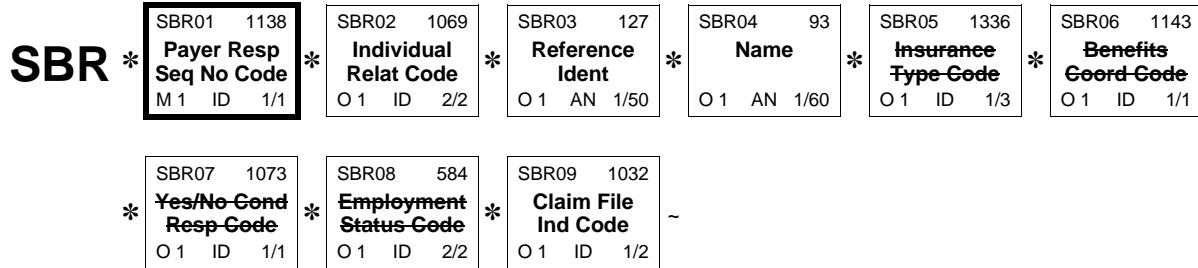 SBR * SBR01 1138 Payer Resp Seq No Code M 1 ID 1/1 * SBR02 1069 Individual Relat Code O 1 ID 2/2 * SBR03 127 Reference Ident O 1 AN 1/50 * SBR04 93 Name O 1 AN 1/60 * SBR05 1336 Insurance Type Code O 1 ID 1/3 * SBR06 1143 Benefits Coord Code O 1 ID 1/1
* SBR07 1073 Yes/No Cond Resp Code O 1 ID 1/1 * SBR08 584 Employment Status Code O 1 ID 2/2 * SBR09 1032 Claim File Ind Code O 1 ID 1/2 ~